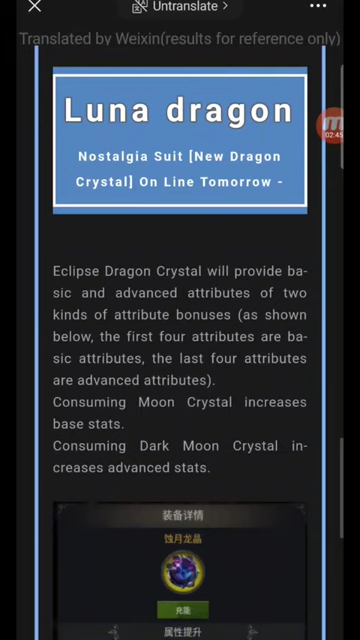 Untranslate >
Translated by Weixin(results for reference only)
02:45
Luna dragon
Nostalgia Suit [New Dragon
Crystal] On Line Tomorrow -
Eclipse Dragon Crystal will provide ba-
sic and advanced attributes of two
kinds of attribute bonuses (as shown
below, the first four attributes are ba-
sic attributes, the last four attributes
are advanced attributes).
Consuming Moon Crystal increases
base stats.
Consuming Dark Moon Crystal in-
creases advanced stats.
装备详情
蚀月龙晶
充能
属性提升